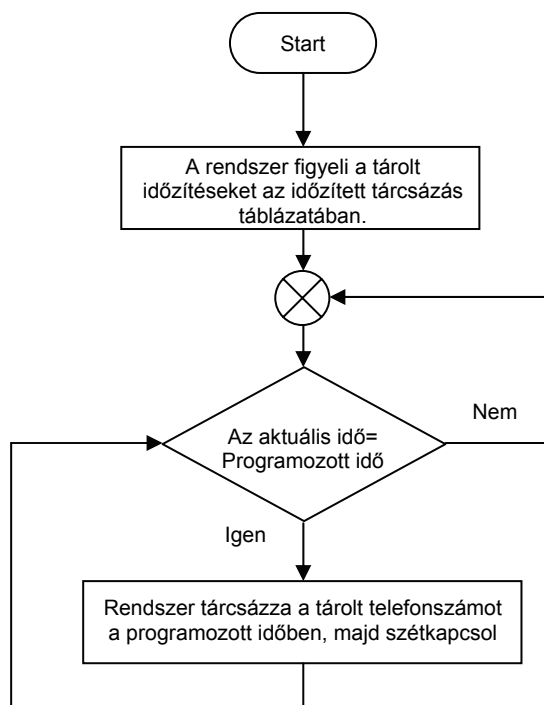 Start
A rendszer figyeli a tárolt
időzítéseket az időzített tárcsázás
táblázatában.
Nem
Az aktuális idő=
Programozott idő
Igen
Rendszer tárcsázza a tárolt telefonszámot
a programozott időben, majd szétkapcsol